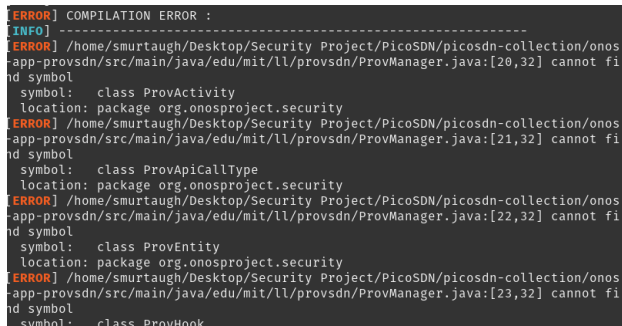 [ERROR] COMPILATION ERROR :
[INFO] -------------------------------------------------------------
[ERROR] /home/smurtaugh/Desktop/Security Project/PicoSDN/picosdn-collection/onos
-app-provsdn/src/main/java/edu/mit/ll/provsdn/ProvManager.java:[20,32] cannot fi
nd symbol
  symbol:   class ProvActivity
  location: package org.onosproject.security
[ERROR] /home/smurtaugh/Desktop/Security Project/PicoSDN/picosdn-collection/onos
-app-provsdn/src/main/java/edu/mit/ll/provsdn/ProvManager.java:[21,32] cannot fi
nd symbol
  symbol:   class ProvApiCallType
  location: package org.onosproject.security
[ERROR] /home/smurtaugh/Desktop/Security Project/PicoSDN/picosdn-collection/onos
-app-provsdn/src/main/java/edu/mit/ll/provsdn/ProvManager.java:[22,32] cannot fi
nd symbol
  symbol:   class ProvEntity
  location: package org.onosproject.security
[ERROR] /home/smurtaugh/Desktop/Security Project/PicoSDN/picosdn-collection/onos
-app-provsdn/src/main/java/edu/mit/ll/provsdn/ProvManager.java:[23,32] cannot fi
nd symbol
  symbol:   class ProvHook